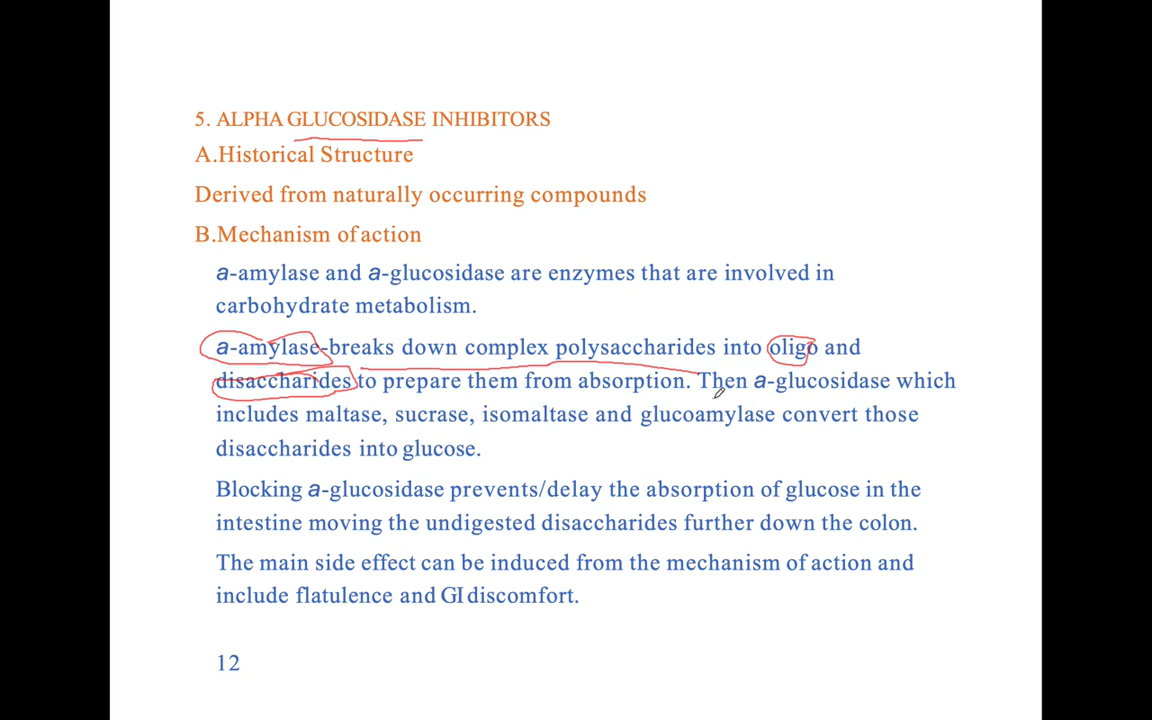 5. ALPHA GLUCOSIDASE INHIBITORS
A.Historical Structure
Derived from naturally occurring compounds
B.Mechanism of action
a-amylase and a-glucosidase are enzymes that are involved in
carbohydrate metabolism.
a-amylase-breaks down complex polysaccharides into oligo and
disaccharides to prepare them from absorption. Then a-glucosidase which
includes maltase, sucrase, isomaltase and glucoamylase convert those
disaccharides into glucose.
Blocking a-glucosidase prevents/delay the absorption of glucose in the
intestine moving the undigested disaccharides further down the colon.
The main side effect can be induced from the mechanism of action and
include flatulence and GI discomfort.
12